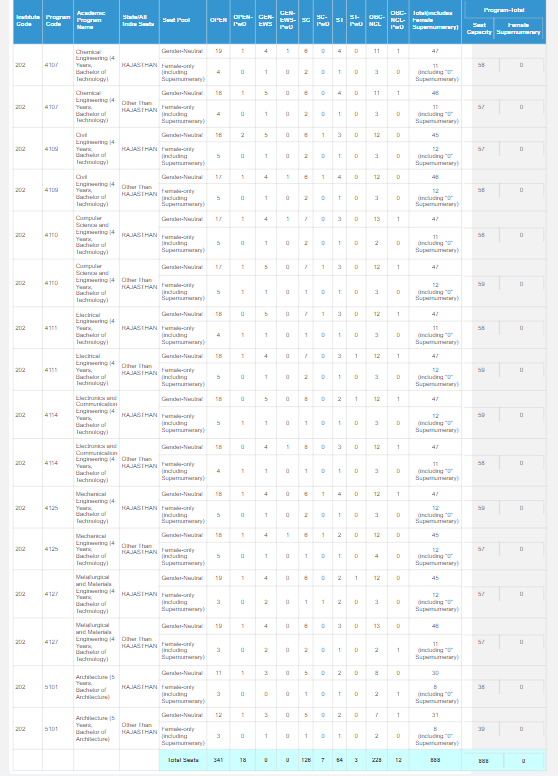 Institute Code Program Code Academic Program Name State/All India Seats Seat Pool OPEN OPEN-PwD GEN-EWS GEN-EWS-PwD SC SC-PwD ST ST-PwD OBC-NCL OBC-NCL-PwD Total(includes Female Supernumerary) Program-Total Seat Capacity Female Supernumerary
202 4107 Chemical Engineering (4 Years, Bachelor of Technology) RAJASTHAN Gender-Neutral 19 1 4 1 6 0 4 0 11 1 47
Female-only (including Supernumerary) 4 0 1 0 2 0 1 0 3 0 11 (including "0" Supernumerary) 58 0
202 4107 Chemical Engineering (4 Years, Bachelor of Technology) Other Than RAJASTHAN Gender-Neutral 18 1 5 0 6 0 4 0 11 1 46
Female-only (including Supernumerary) 4 0 1 0 2 0 1 0 3 0 11 (including "0" Supernumerary) 57 0
202 4109 Civil Engineering (4 Years, Bachelor of Technology) RAJASTHAN Gender-Neutral 16 2 5 0 6 1 3 0 12 0 45
Female-only (including Supernumerary) 5 0 1 0 2 0 1 0 3 0 12 (including "0" Supernumerary) 57 0
202 4109 Civil Engineering (4 Years, Bachelor of Technology) Other Than RAJASTHAN Gender-Neutral 17 1 4 1 6 1 4 0 12 0 46
Female-only (including Supernumerary) 5 0 1 0 2 0 1 0 3 0 12 (including "0" Supernumerary) 58 0
202 4110 Computer Science and Engineering (4 Years, Bachelor of Technology) RAJASTHAN Gender-Neutral 17 1 4 1 7 0 3 0 13 1 47
Female-only (including Supernumerary) 5 0 1 0 2 0 1 0 2 0 11 (including "0" Supernumerary) 58 0
202 4110 Computer Science and Engineering (4 Years, Bachelor of Technology) Other Than RAJASTHAN Gender-Neutral 17 1 5 0 7 1 3 0 12 1 47
Female-only (including Supernumerary) 5 1 1 0 1 0 1 0 3 0 12 (including "0" Supernumerary) 59 0
202 4111 Electrical Engineering (4 Years, Bachelor of Technology) RAJASTHAN Gender-Neutral 18 0 5 0 7 1 3 0 12 1 47
Female-only (including Supernumerary) 4 1 1 0 1 0 1 0 3 0 11 (including "0" Supernumerary) 58 0
202 4111 Electrical Engineering (4 Years, Bachelor of Technology) Other Than RAJASTHAN Gender-Neutral 18 1 4 0 7 0 3 1 12 1 47
Female-only (including Supernumerary) 5 0 1 0 2 0 1 0 3 0 12 (including "0" Supernumerary) 59 0
202 4114 Electronics and Communication Engineering (4 Years, Bachelor of Technology) RAJASTHAN Gender-Neutral 18 0 5 0 8 0 2 1 12 1 47
Female-only (including Supernumerary) 5 1 1 0 1 0 1 0 3 0 12 (including "0" Supernumerary) 59 0
202 4114 Electronics and Communication Engineering (4 Years, Bachelor of Technology) Other Than RAJASTHAN Gender-Neutral 18 0 4 1 8 0 3 0 12 1 47
Female-only (including Supernumerary) 4 1 1 0 1 0 1 0 3 0 11 (including "0" Supernumerary) 58 0
202 4125 Mechanical Engineering (4 Years, Bachelor of Technology) RAJASTHAN Gender-Neutral 18 1 4 0 6 1 4 0 12 1 47
Female-only (including Supernumerary) 5 0 1 0 2 0 1 0 3 0 12 (including "0" Supernumerary) 59 0
202 4125 Mechanical Engineering (4 Years, Bachelor of Technology) Other Than RAJASTHAN Gender-Neutral 18 1 4 1 6 1 2 0 12 0 45
Female-only (including Supernumerary) 5 0 1 0 1 0 1 0 4 0 12 (including "0" Supernumerary) 57 0
202 4127 Metallurgical and Materials Engineering (4 Years, Bachelor of Technology) RAJASTHAN Gender-Neutral 19 1 4 0 6 0 2 1 12 0 45
Female-only (including Supernumerary) 3 0 2 0 1 1 2 0 3 0 12 (including "0" Supernumerary) 57 0
202 4127 Metallurgical and Materials Engineering (4 Years, Bachelor of Technology) Other Than RAJASTHAN Gender-Neutral 19 1 4 0 6 0 3 0 13 0 46
Female-only (including Supernumerary) 3 0 2 0 2 0 1 0 2 1 11 (including "0" Supernumerary) 57 0
202 5101 Architecture (5 Years, Bachelor of Architecture) RAJASTHAN Gender-Neutral 11 1 3 0 5 0 2 0 8 0 30
Female-only (including Supernumerary) 3 0 0 0 1 0 1 0 2 1 8 (including "0" Supernumerary) 38 0
202 5101 Architecture (5 Years, Bachelor of Architecture) Other Than RAJASTHAN Gender-Neutral 12 1 3 0 5 0 2 0 7 1 31
Female-only (including Supernumerary) 3 0 1 0 1 0 1 0 2 0 8 (including "0" Supernumerary) 39 0
Total Seats 341 18 0 0 126 7 64 3 228 12 888 888 0